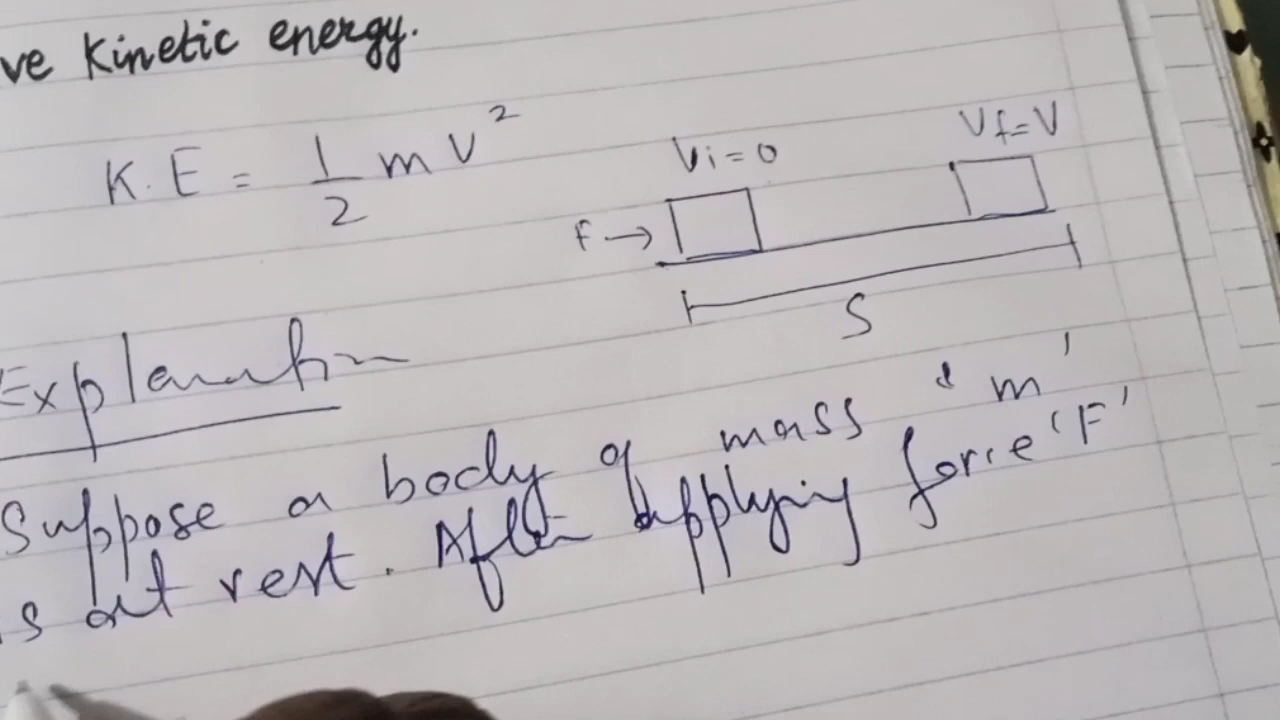 ve Kinetic energy.
K.E = 1/2 mv²
Vi = 0
Vf = V
F →
S
Explanation
Suppose a body of mass 'm'
is at rest. After applying force 'F'